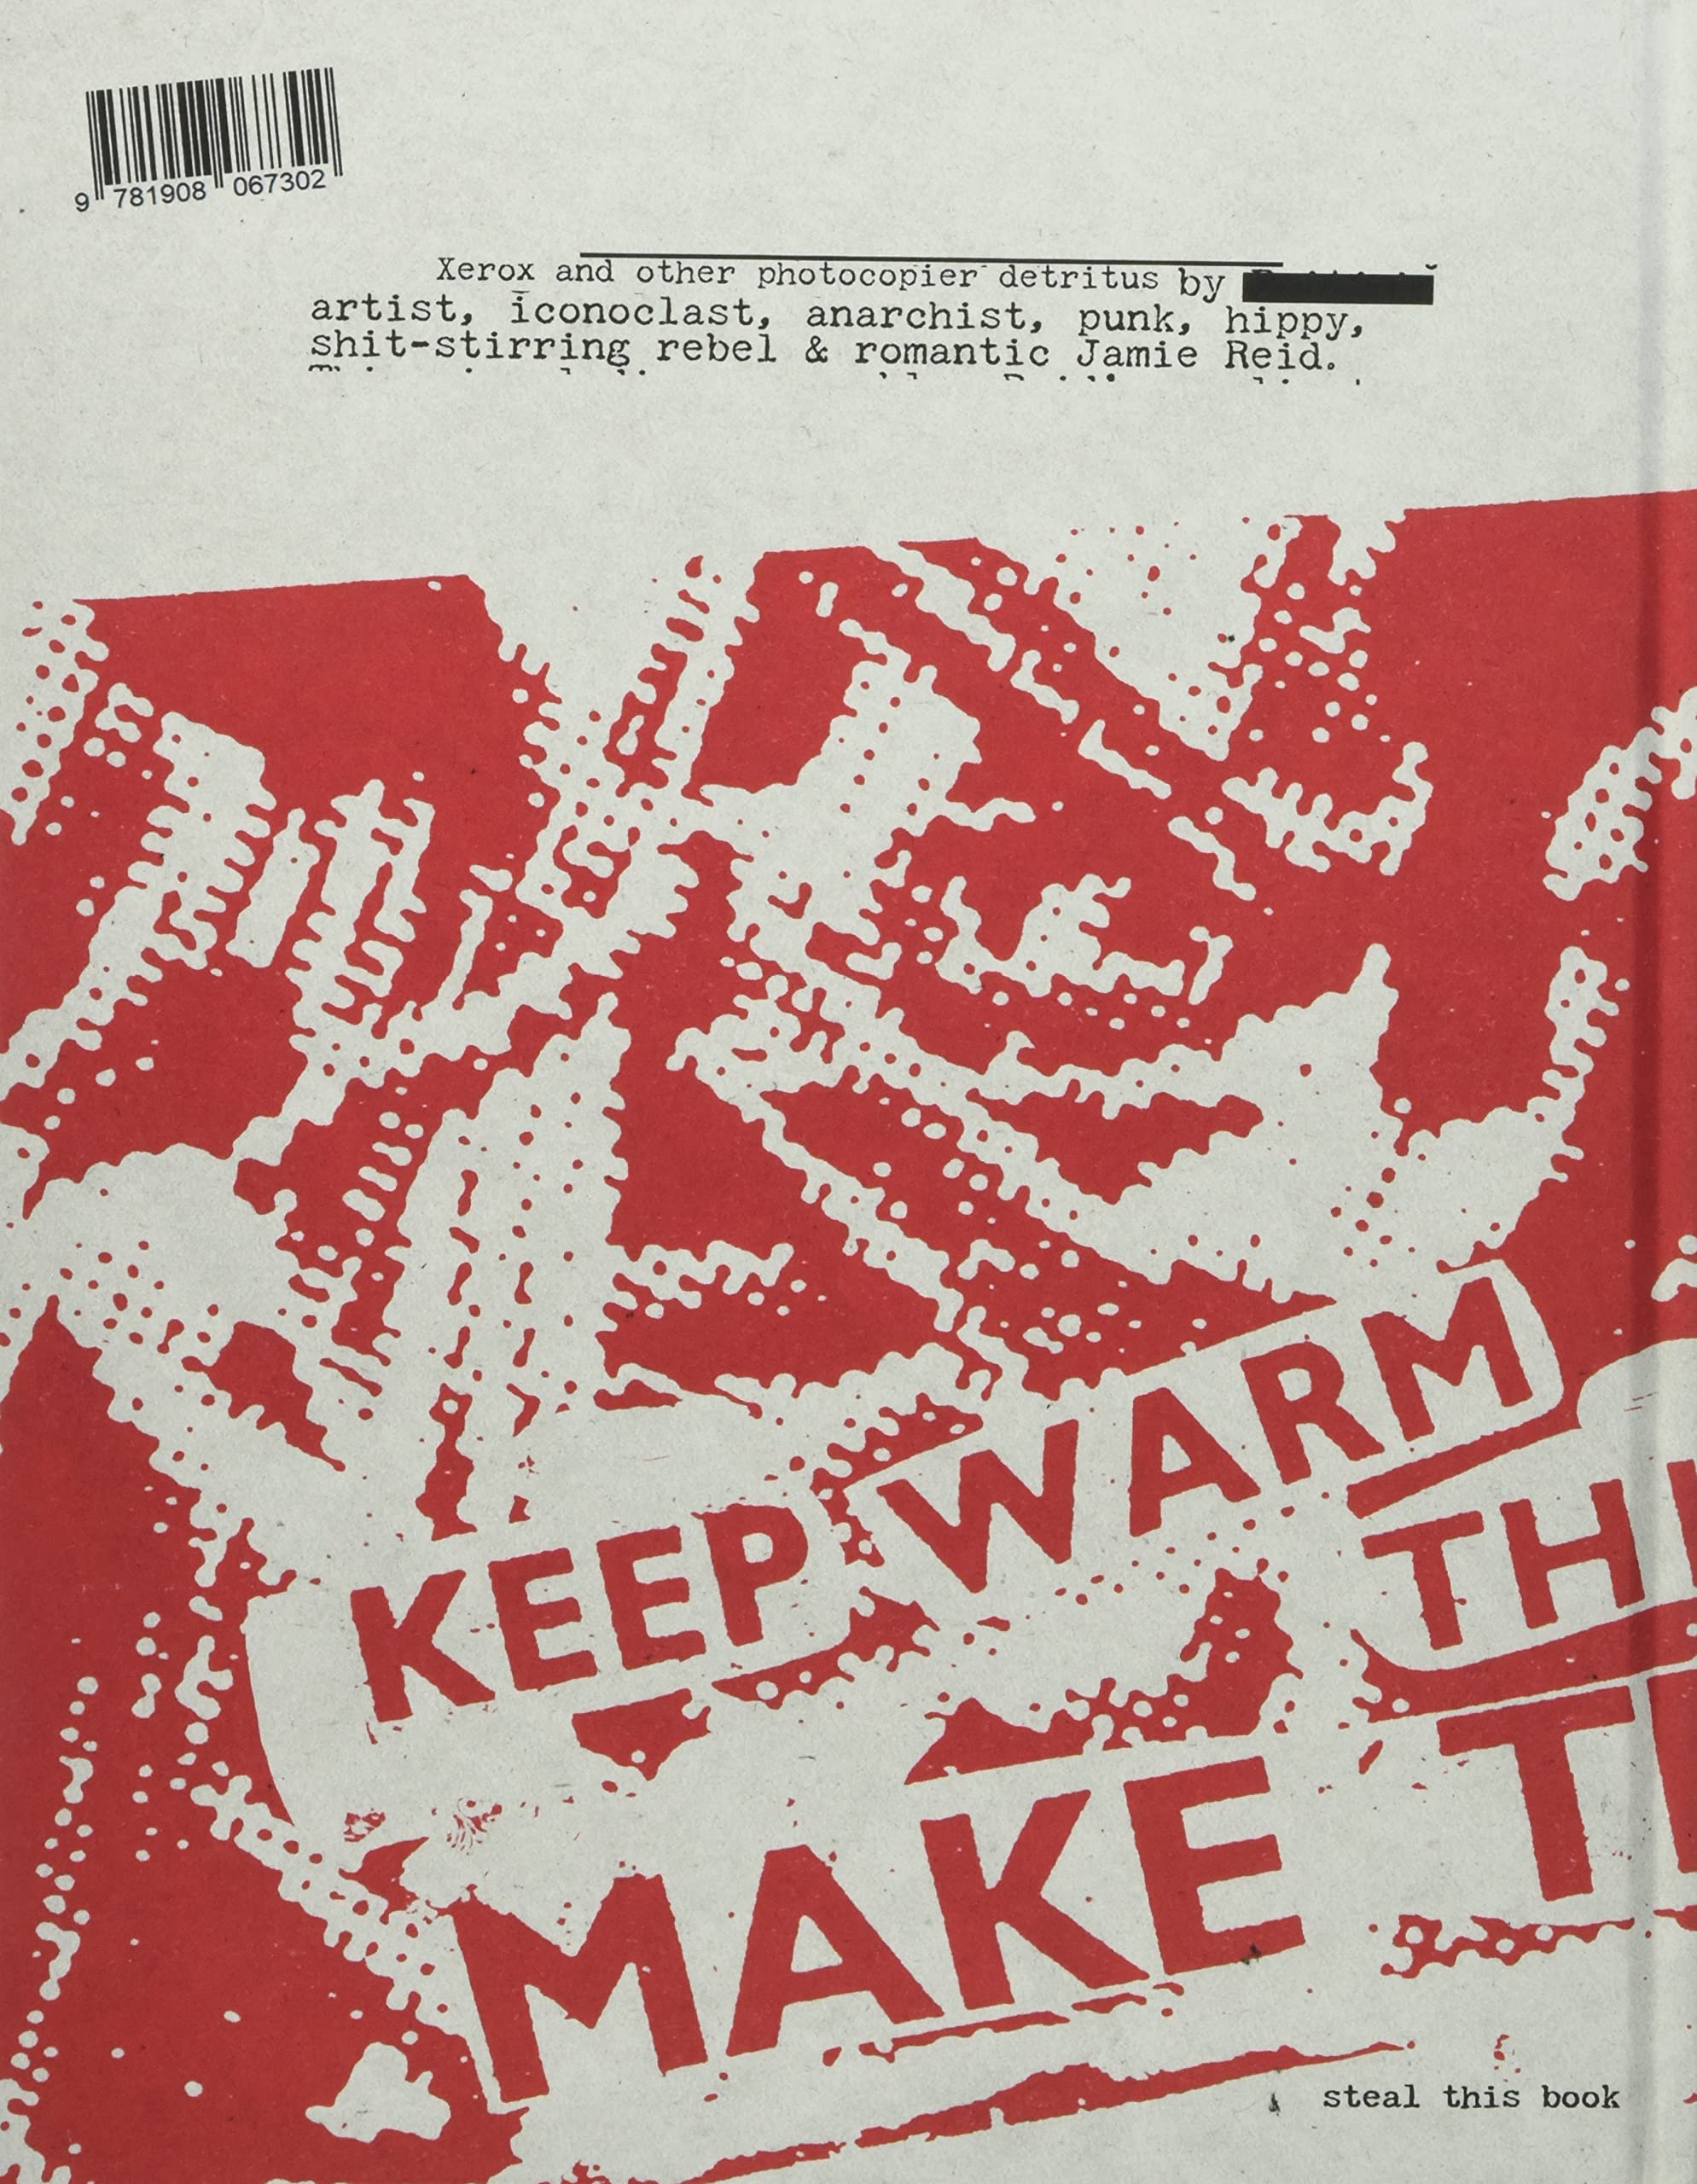 9 781908 067302
Xerox and other photocopier detritus by
artist, iconoclast, anarchist, punk, hippy,
shit-stirring rebel & romantic Jamie Reid.
KEEP WARM
TH
MAKE T
steal this book